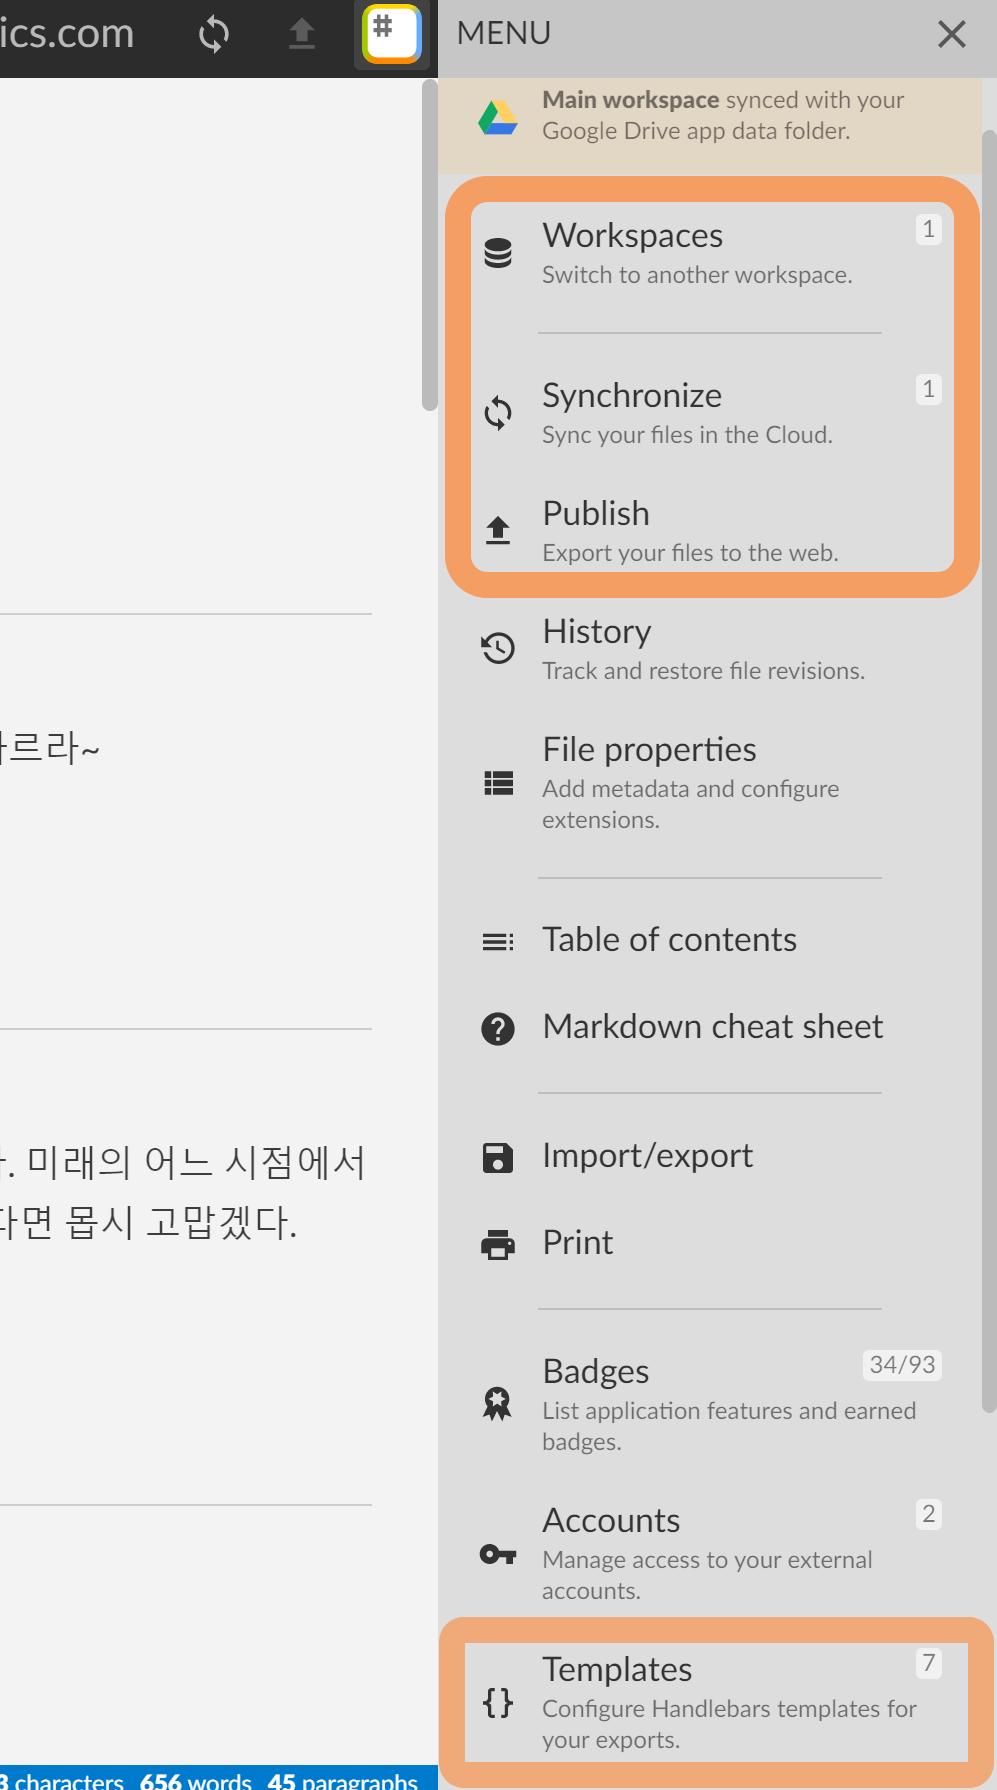 ics.com
#
MENU
Main workspace synced with your
Google Drive app data folder.
Workspaces
1
Switch to another workspace.
Synchronize
1
Sync your files in the Cloud.
Publish
Export your files to the web.
History
Track and restore file revisions.
File properties
Add metadata and configure
extensions.
Table of contents
Markdown cheat sheet
Import/export
Print
Badges
34/93
List application features and earned
badges.
Accounts
2
Manage access to your external
accounts.
Templates
7
{}
Configure Handlebars templates for
your exports.
르라~
. 미래의 어느 시점에서
다면 몹시 고맙겠다.
characters 656 words 45 paragraphs